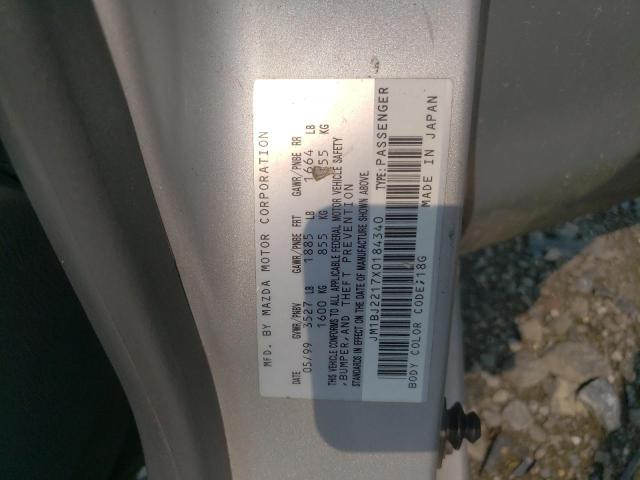 MFD. BY MAZDA MOTOR CORPORATION
DATE GVWR/PNBV GAWR/PNBE FRT GAWR/PNBE RR
05/99 3527 LB 1885 LB 1664 LB
1600 KG 855 KG 55 KG
THIS VEHICLE CONFORMS TO ALL APPLICABLE FEDERAL MOTOR VEHICLE SAFETY
,BUMPER,AND THEFT PREVENTION
STANDARDS IN EFFECT ON THE DATE OF MANUFACTURE SHOWN ABOVE.
JM1BJ2217X0184340 TYPE:PASSENGER
BODY COLOR CODE;18G MADE IN JAPAN